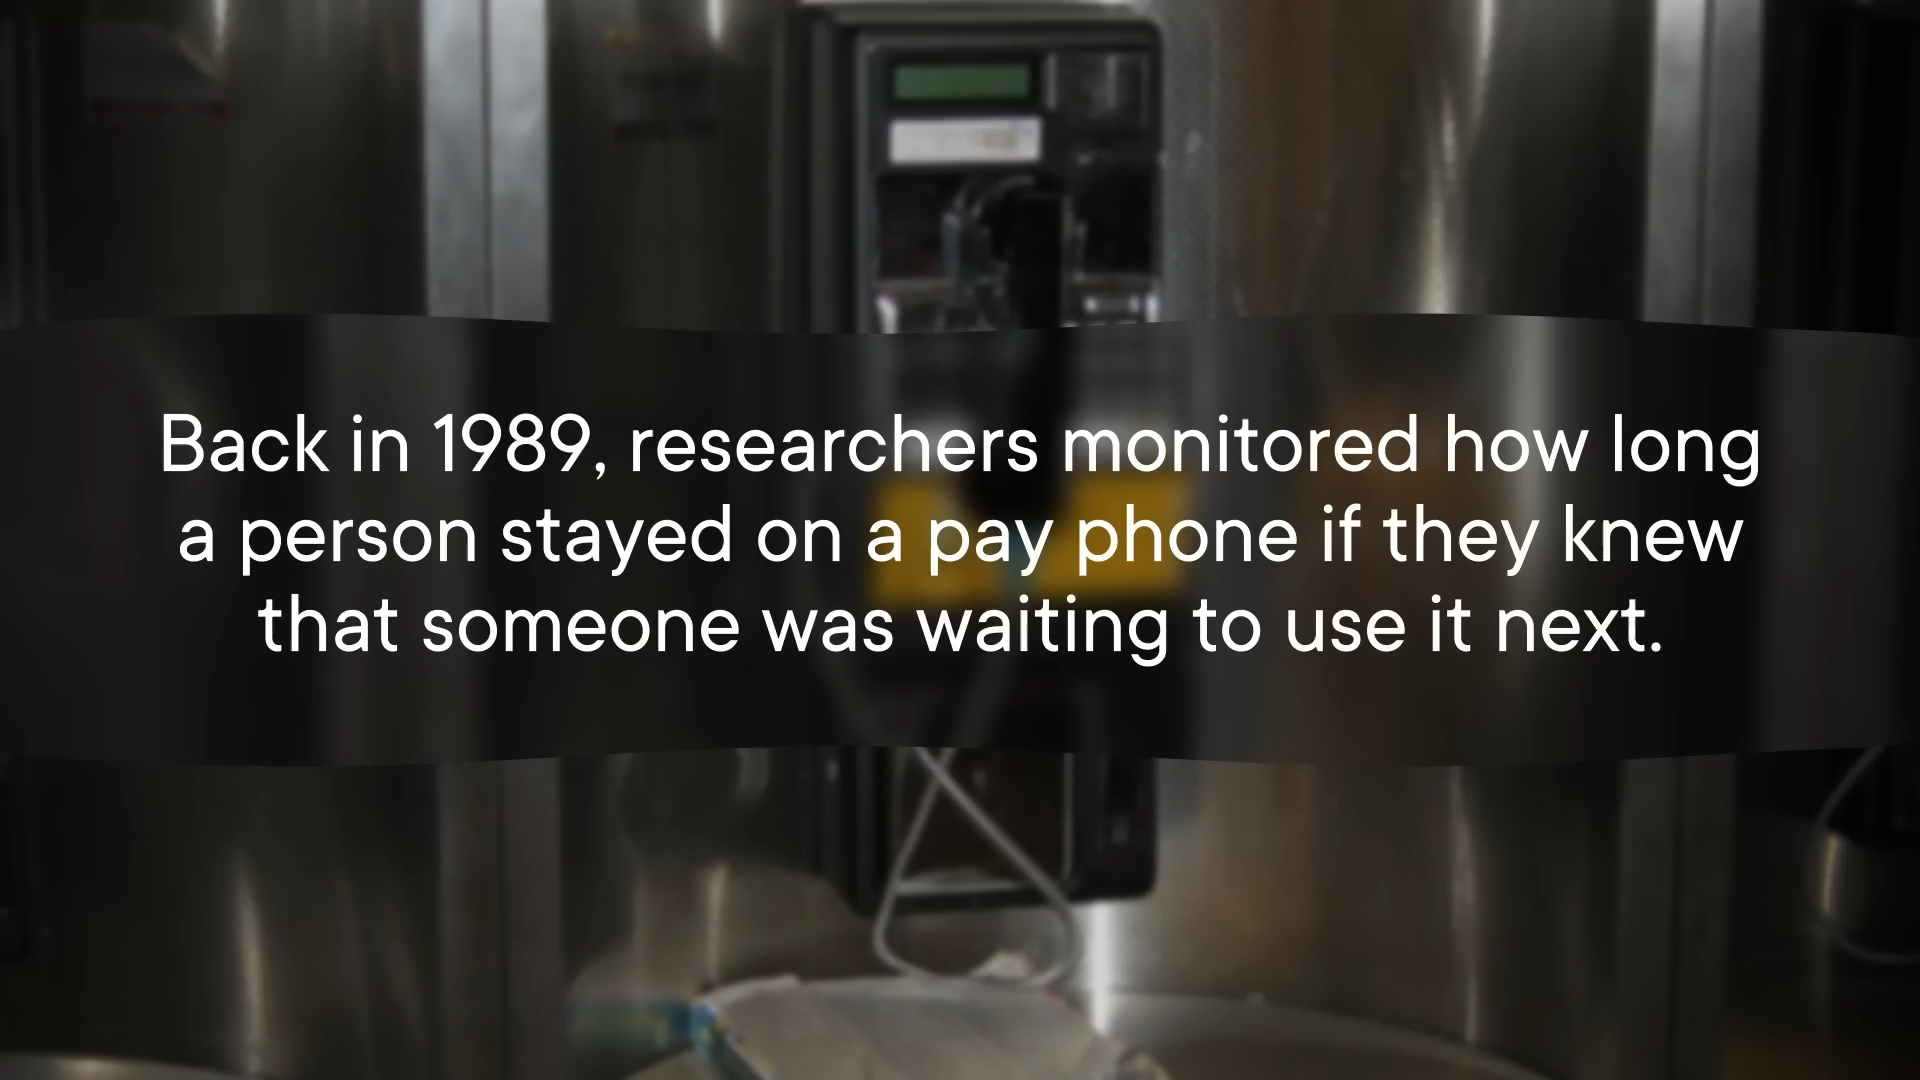 Back in 1989, researchers monitored how long
a person stayed on a pay phone if they knew
that someone was waiting to use it next.